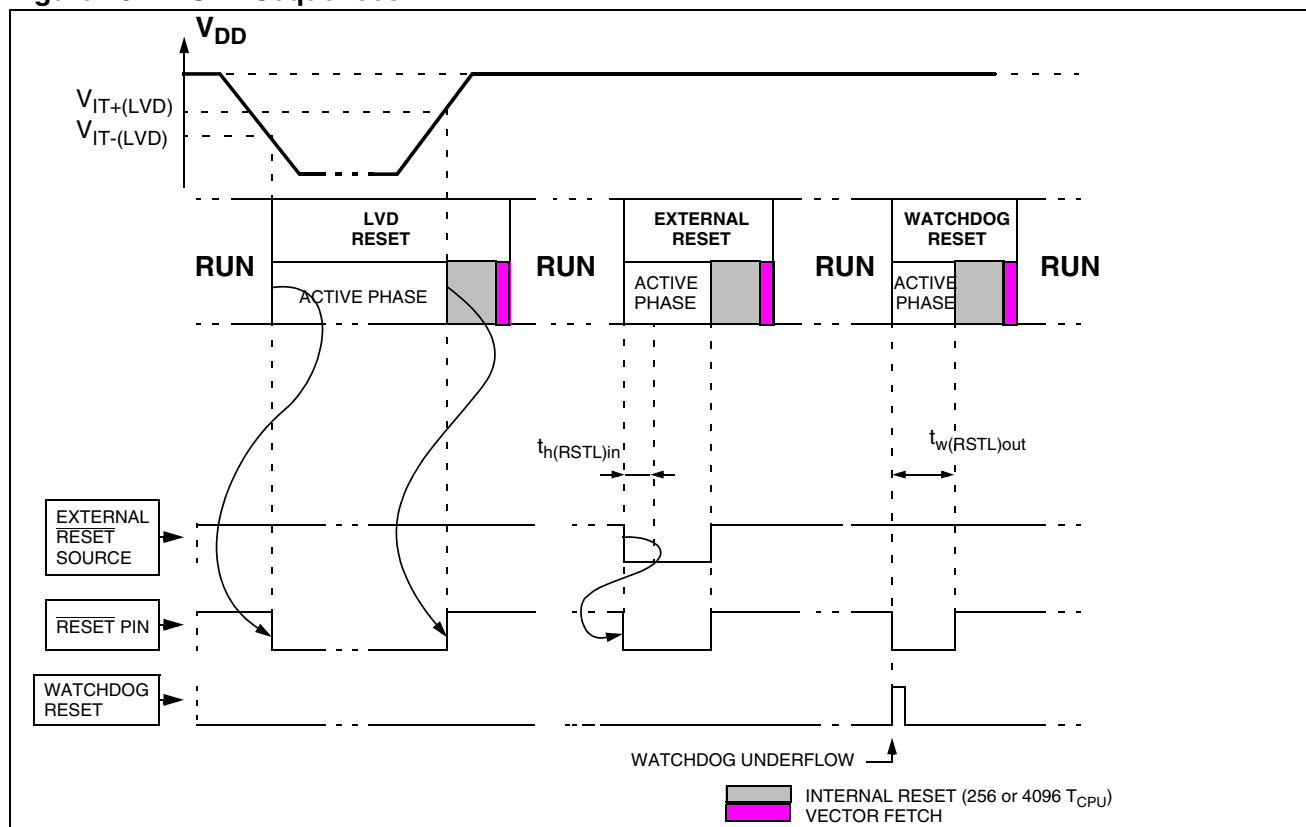 V_DD
V_IT+(LVD)
V_IT-(LVD)
LVD
RESET
EXTERNAL
RESET
WATCHDOG
RESET
RUN
RUN
RUN
RUN
ACTIVE PHASE
ACTIVE
PHASE
ACTIVE
PHASE
t_h(RSTL)in
t_w(RSTL)out
EXTERNAL
RESET
SOURCE
RESET PIN
WATCHDOG
RESET
WATCHDOG UNDERFLOW
INTERNAL RESET (256 or 4096 T_CPU)
VECTOR FETCH